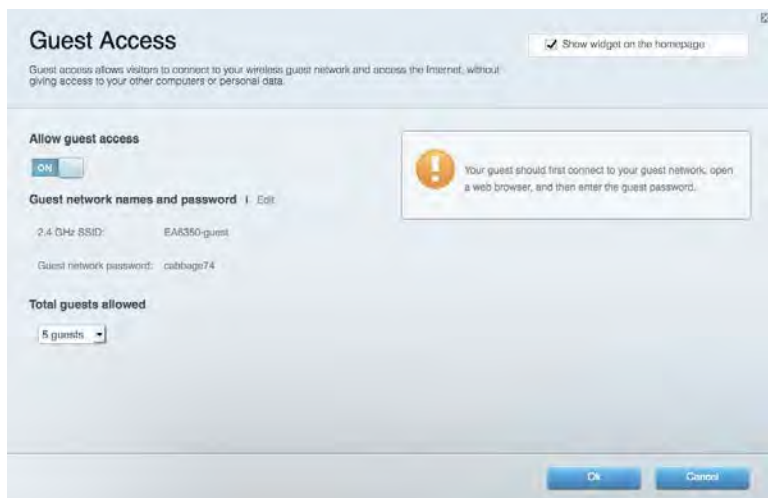 Guest Access
Show widget on the homepage
Guest access allows visitors to connect to your wireless guest network and access the Internet, without
giving access to your other computers or personal data.
Allow guest access
ON
Your guest should first connect to your guest network, open
a web browser, and then enter the guest password.
Guest network names and password | Edit
2.4 GHz SSID: EA6350-guest
Guest network password: cabbage74
Total guests allowed
5 guests
Ok Cancel